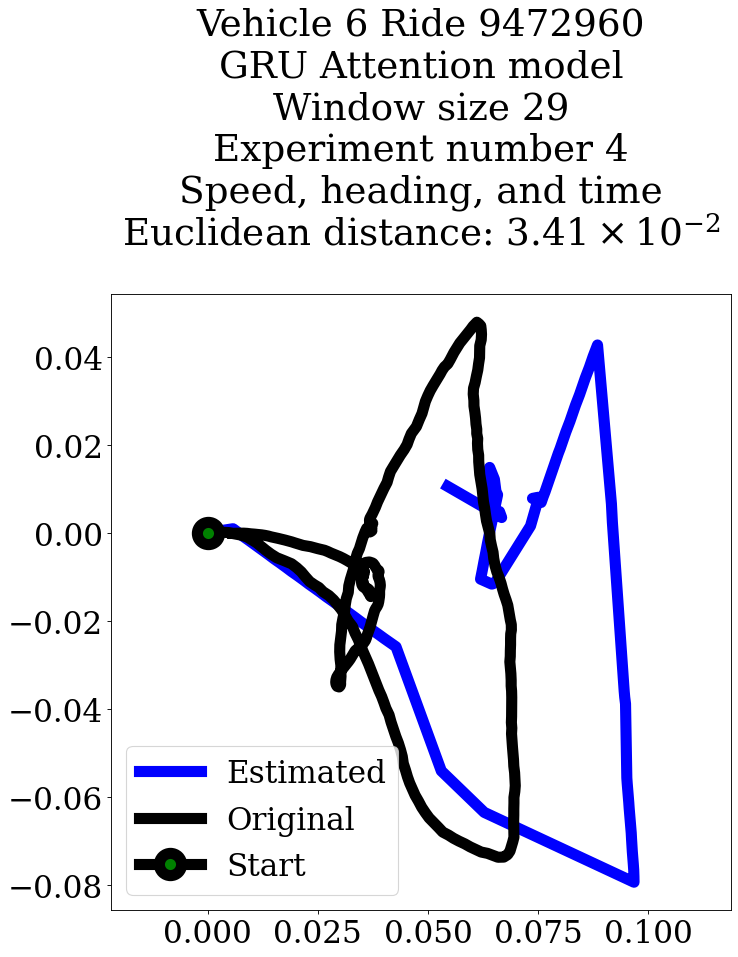 Vehicle 6 Ride 9472960
GRU Attention model
Window size 29
Experiment number 4
Speed, heading, and time
Euclidean distance: 3.41 × 10⁻²
0.04
0.02
0.00
−0.02
−0.04
−0.06
−0.08
Estimated
Original
Start
0.000 0.025 0.050 0.075 0.100